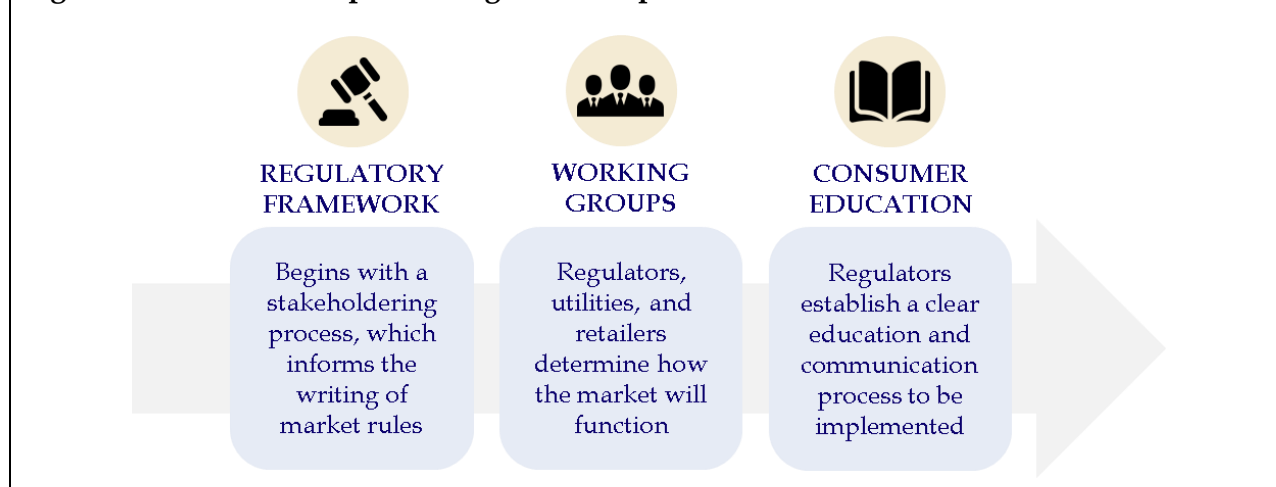 REGULATORY
FRAMEWORK
Begins with a
stakeholdering
process, which
informs the
writing of
market rules
WORKING
GROUPS
Regulators,
utilities, and
retailers
determine how
the market will
function
CONSUMER
EDUCATION
Regulators
establish a clear
education and
communication
process to be
implemented